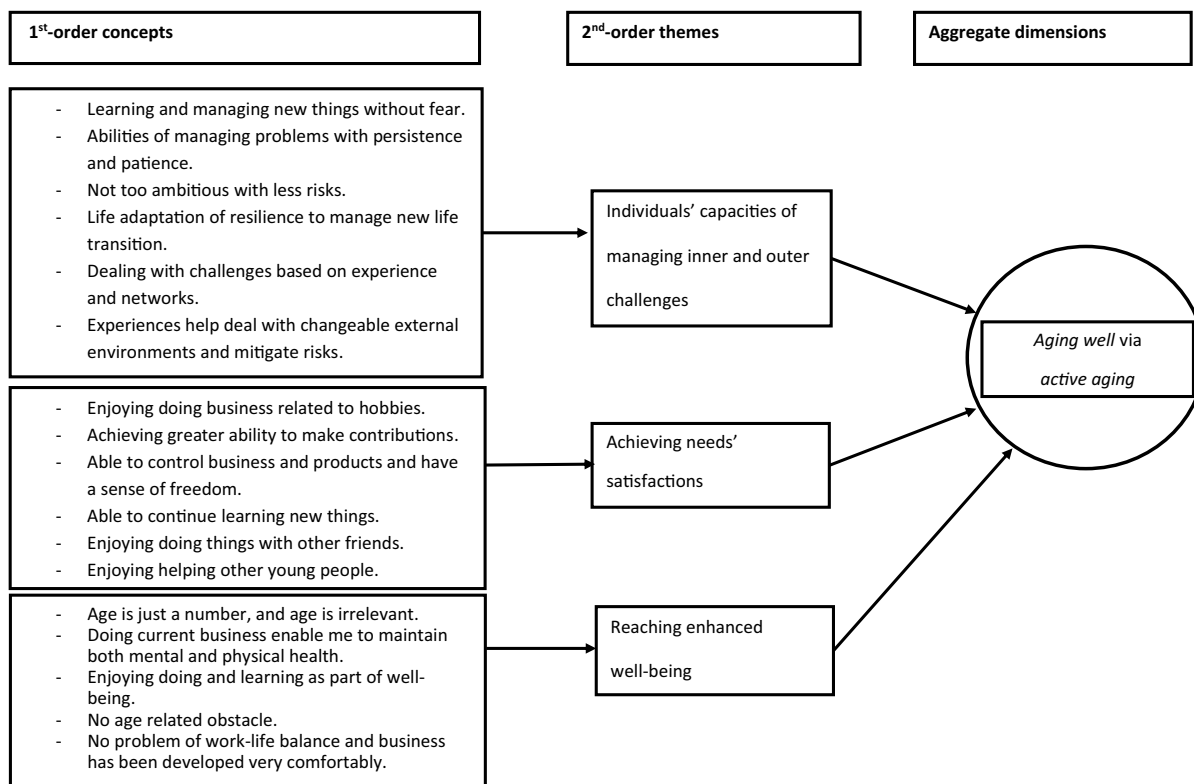 1st-order concepts
2nd-order themes
Aggregate dimensions
- Learning and managing new things without fear.
- Abilities of managing problems with persistence
and patience.
- Not too ambitious with less risks.
- Life adaptation of resilience to manage new life
transition.
- Dealing with challenges based on experience
and networks.
- Experiences help deal with changeable external
environments and mitigate risks.
Individuals’ capacities of
managing inner and outer
challenges
Aging well via
active aging
- Enjoying doing business related to hobbies.
- Achieving greater ability to make contributions.
- Able to control business and products and have
a sense of freedom.
- Able to continue learning new things.
- Enjoying doing things with other friends.
- Enjoying helping other young people.
Achieving needs’
satisfactions
- Age is just a number, and age is irrelevant.
- Doing current business enable me to maintain
both mental and physical health.
- Enjoying doing and learning as part of well-
being.
- No age related obstacle.
- No problem of work-life balance and business
has been developed very comfortably.
Reaching enhanced
well-being